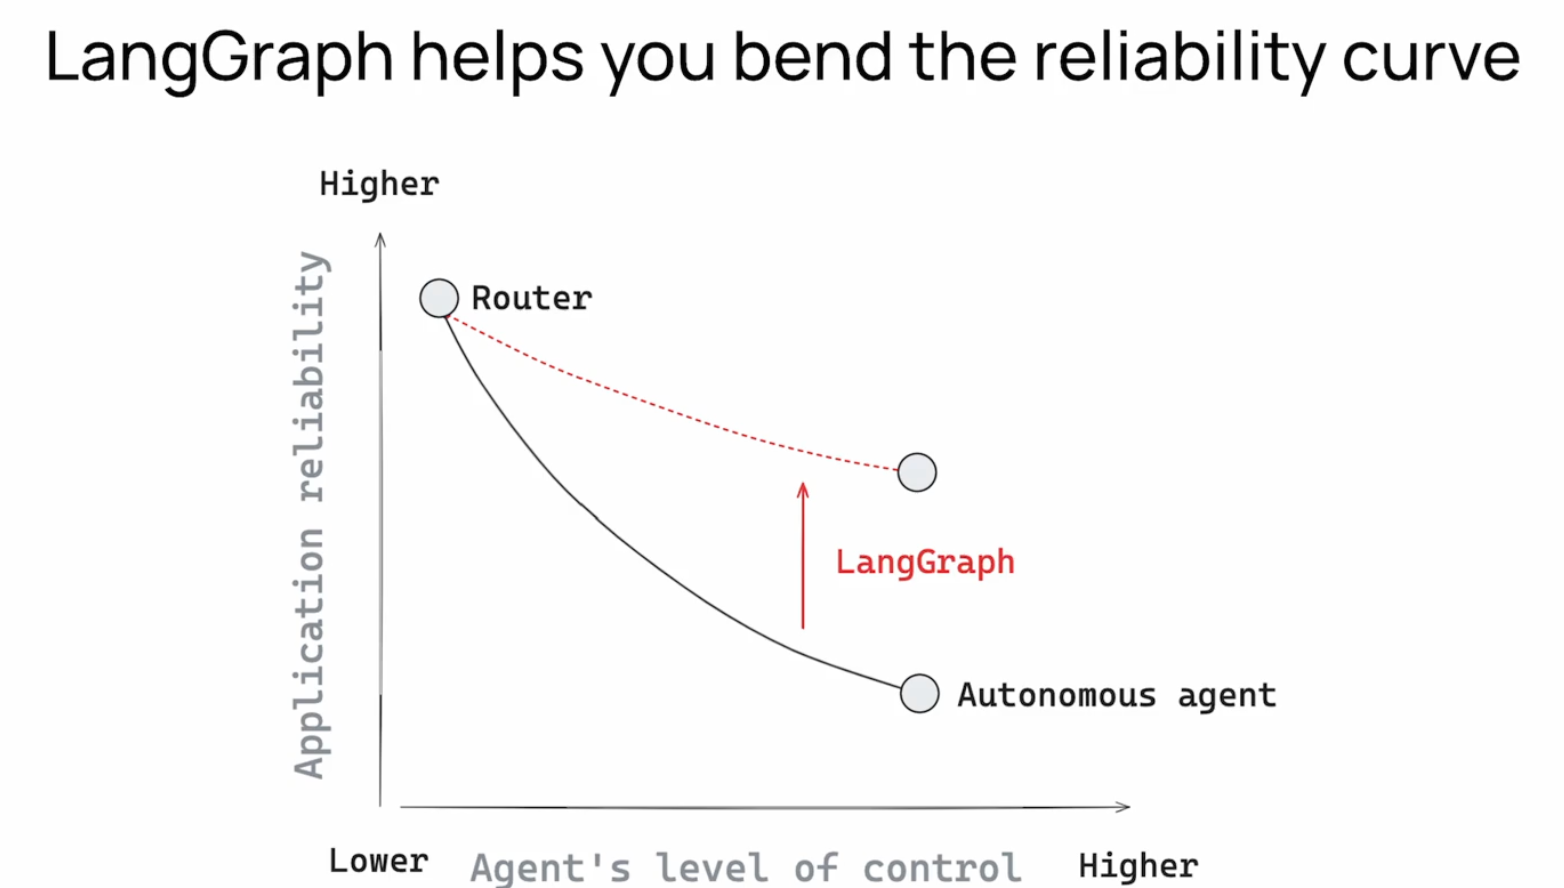 LangGraph helps you bend the reliability curve
Higher
Application reliability
Router
LangGraph
Autonomous agent
Lower
Agent's level of control
Higher